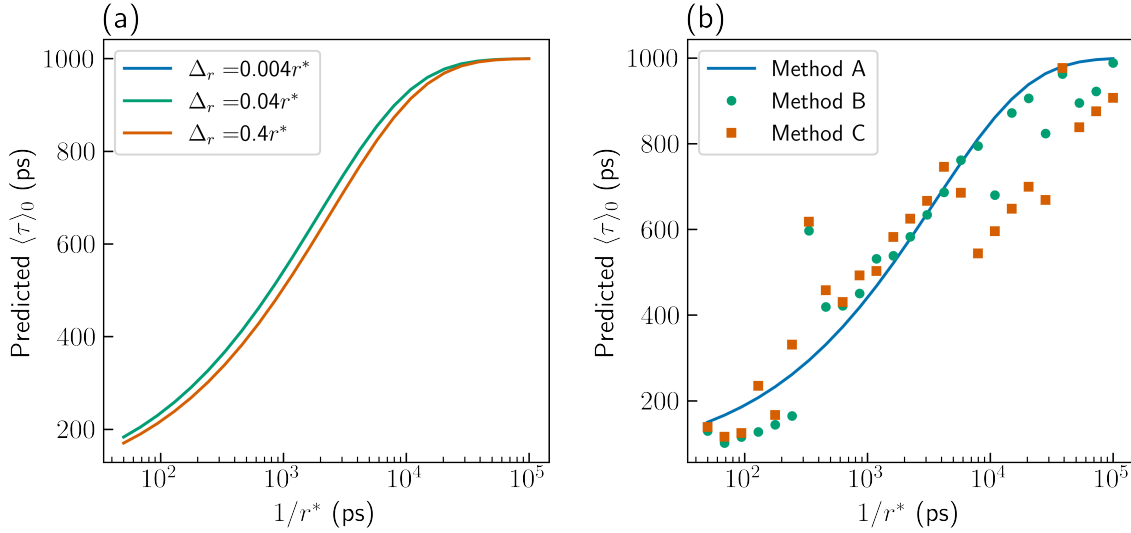 (a)
Predicted ⟨τ⟩₀ (ps)
1000
800
600
400
200
Δᵣ =0.004r*
Δᵣ =0.04r*
Δᵣ =0.4r*
10² 10³ 10⁴ 10⁵
1/r* (ps)
(b)
Predicted ⟨τ⟩₀ (ps)
1000
800
600
400
200
Method A
Method B
Method C
10² 10³ 10⁴ 10⁵
1/r* (ps)